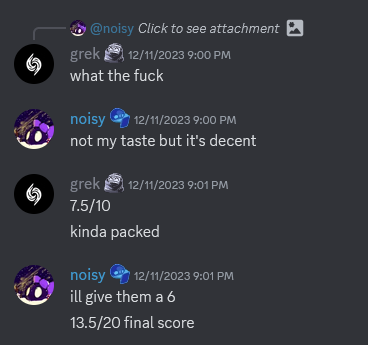 @noisy Click to see attachment
grek 12/11/2023 9:00 PM
what the fuck
noisy 12/11/2023 9:00 PM
not my taste but it's decent
grek 12/11/2023 9:01 PM
7.5/10
kinda packed
noisy 12/11/2023 9:01 PM
ill give them a 6
13.5/20 final score